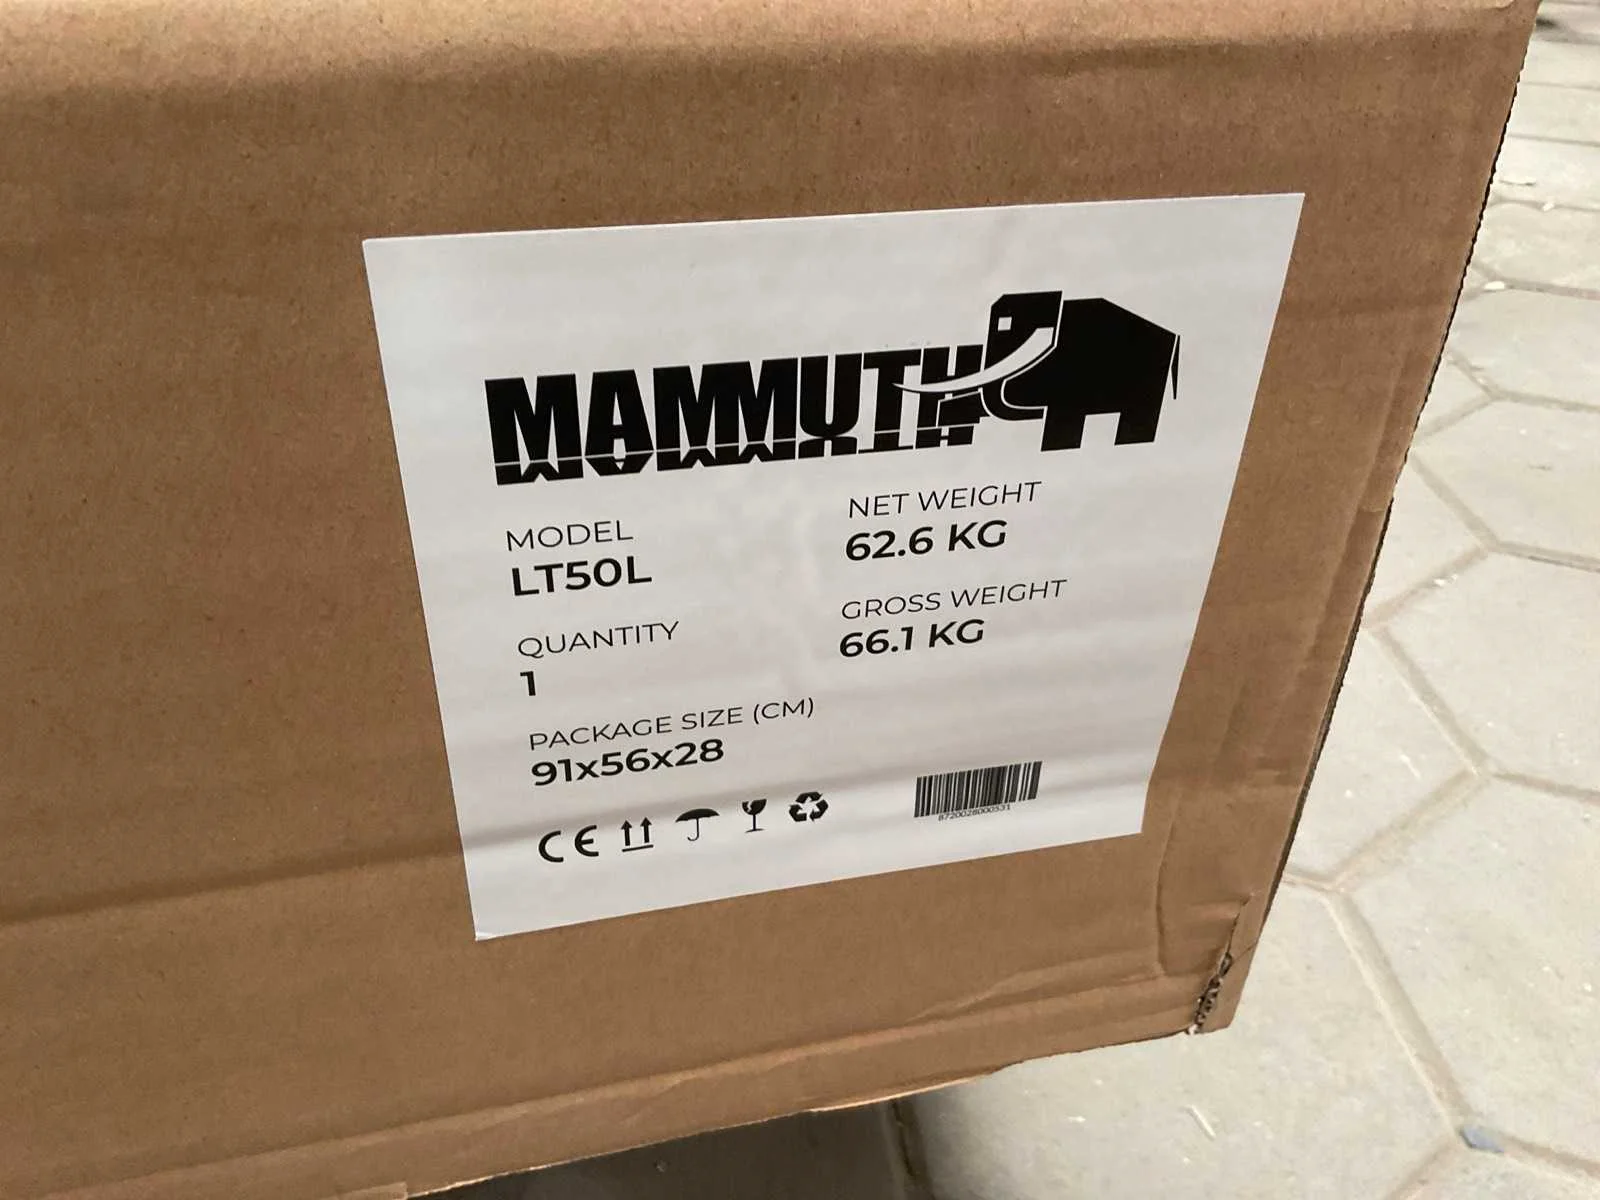 MAMMUTH
MODEL
LT50L
NET WEIGHT
62.6 KG
QUANTITY
1
GROSS WEIGHT
66.1 KG
PACKAGE SIZE (CM)
91x56x28
CE
8720028000531